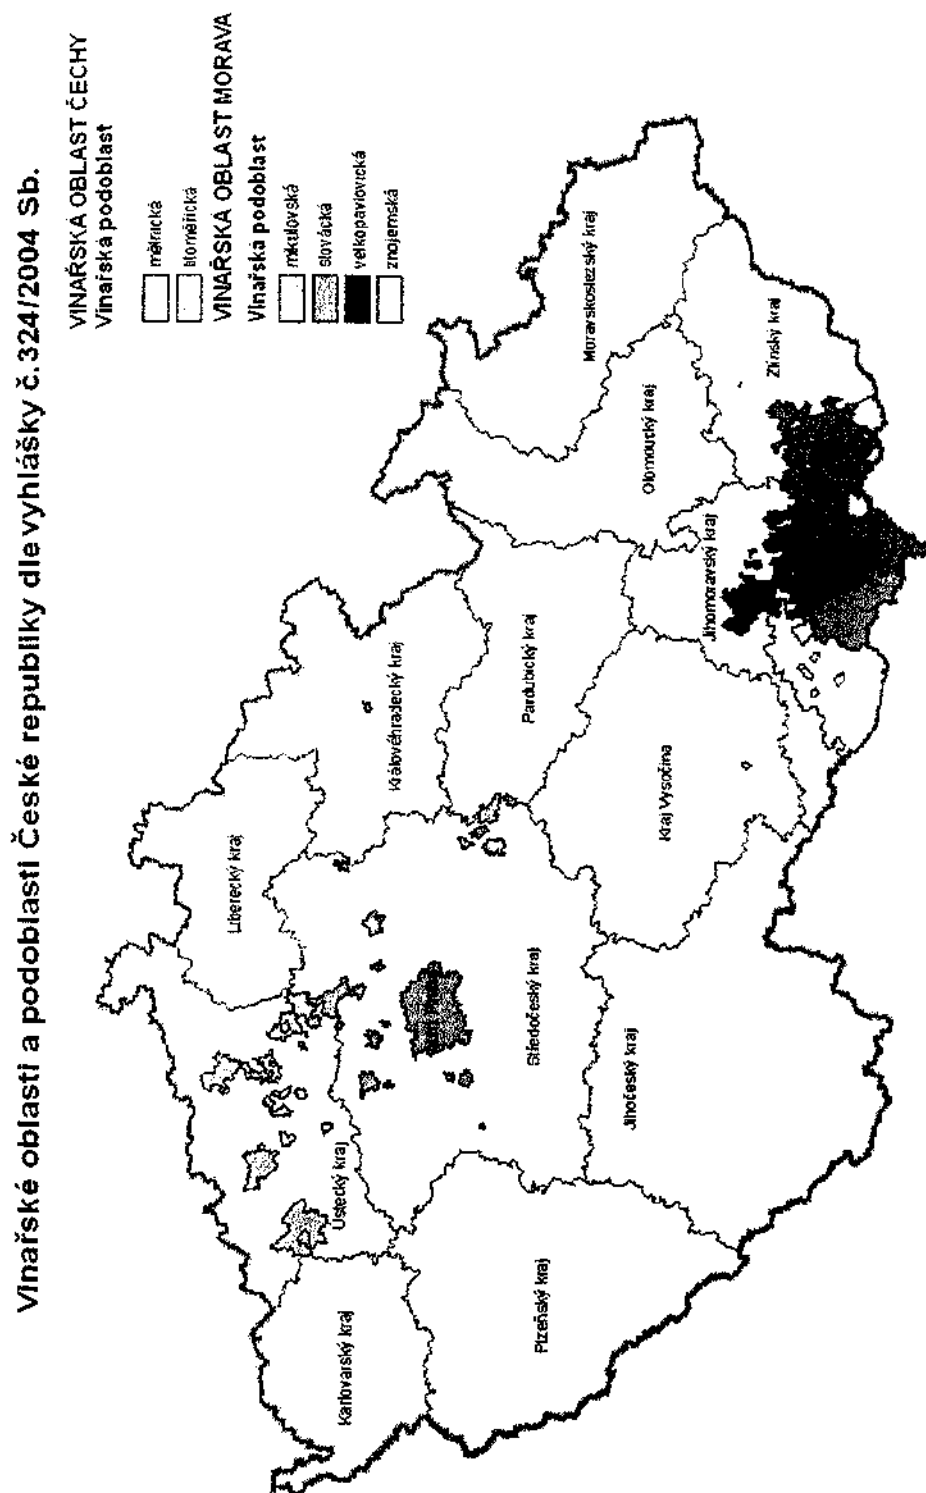 Vinařské oblasti a podoblasti České republiky dle vyhlášky č.324/2004 Sb.
VINAŘSKÁ OBLAST ČECHY
Vinařská podoblast
mělnická
litoměřická
VINAŘSKÁ OBLAST MORAVA
Vinařská podoblast
mikulovská
slovácká
velkopavlovická
znojemská
Liberecký kraj
Ústecký kraj
Karlovarský kraj
Královéhradecký kraj
Středočeský kraj
Plzeňský kraj
Pardubický kraj
Moravskoslezský kraj
Olomoucký kraj
Jihočeský kraj
Kraj Vysočina
Jihomoravský kraj
Zlínský kraj